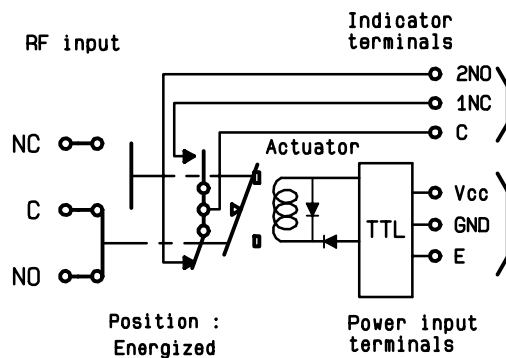 RF input
Indicator
terminals
2NO
1NC
C
Actuator
NC
C
NO
TTL
Vcc
GND
E
Position :
Energized
Power input
terminals